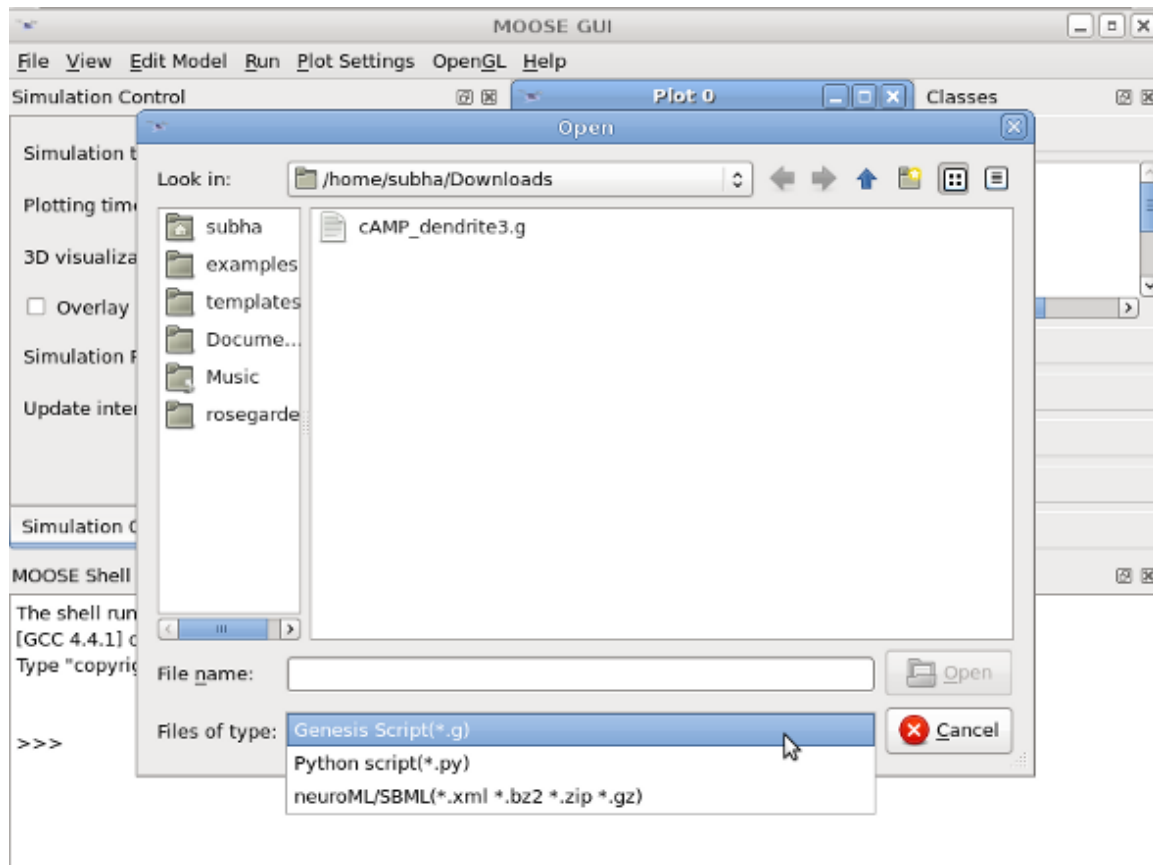 MOOSE GUI
File View Edit Model Run Plot Settings OpenGL Help
Simulation Control
Plot 0
Classes
Open
Simulation t
Look in:
/home/subha/Downloads
Plotting time
subha
cAMP_dendrite3.g
3D visualiza
examples
Overlay
templates
Docume...
Simulation
Music
Update inter
rosegarde
Simulation C
MOOSE Shell
The shell run
[GCC 4.4.1] c
Type "copyrig
File name:
Open
Files of type:
Genesis Script(*.g)
Cancel
>>>
Python script(*.py)
neuroML/SBML(*.xml *.bz2 *.zip *.gz)